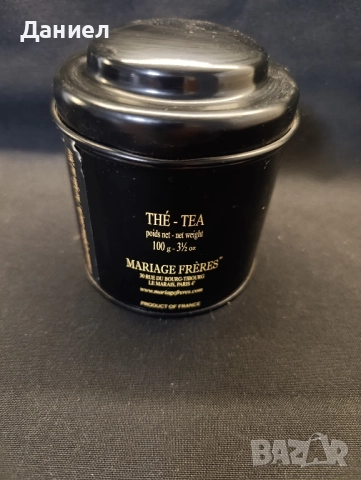 Даниел
THÉ - TEA
poids net - net weight
100 g - 3½ oz
MARIAGE FRÈRES
30 RUE DU BOURG-TIBOURG
LE MARAIS, PARIS 4e
www.mariagefreres.com
PRODUCT OF FRANCE
BAZAR